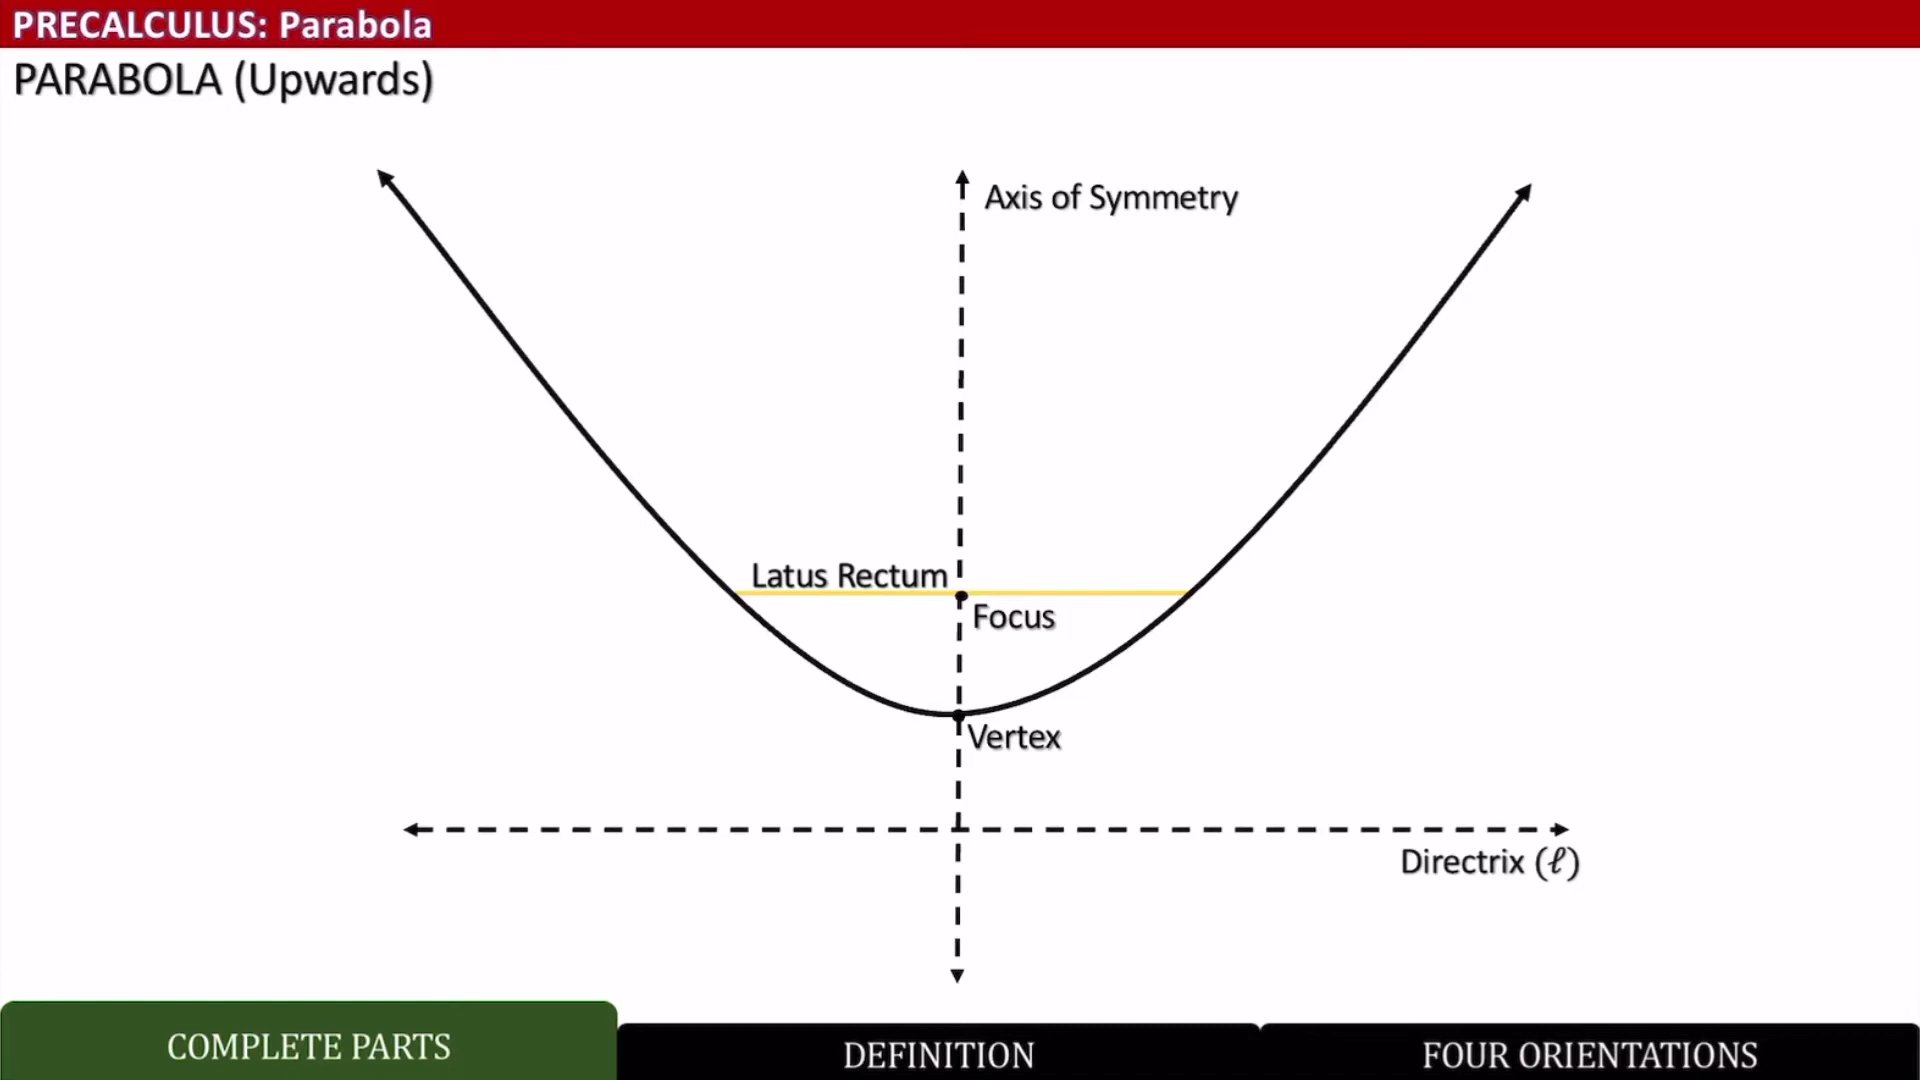 PRECALCULUS: Parabola
PARABOLA (Upwards)
Axis of Symmetry
Latus Rectum
Focus
Vertex
Directrix (ℓ)
COMPLETE PARTS
DEFINITION
FOUR ORIENTATIONS